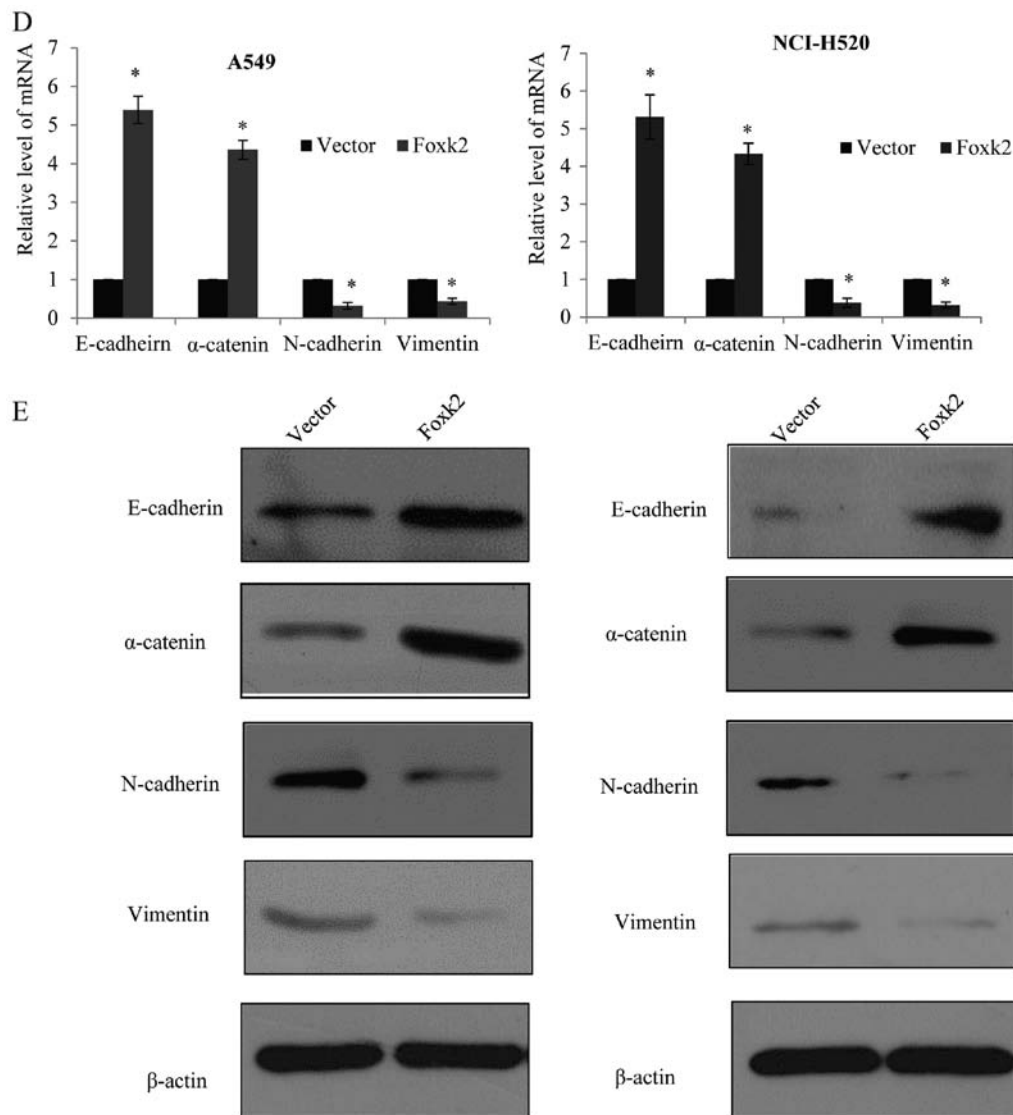 D
A549
Relative level of mRNA
7
6
5
4
3
2
1
0
Vector
Foxk2
*
*
*
*
E-cadheirn
α-catenin
N-cadherin
Vimentin
NCI-H520
Relative level of mRNA
7
6
5
4
3
2
1
0
Vector
Foxk2
*
*
*
*
E-cadheirn
α-catenin
N-cadherin
Vimentin
E
Vector
Foxk2
E-cadherin
α-catenin
N-cadherin
Vimentin
β-actin
Vector
Foxk2
E-cadherin
α-catenin
N-cadherin
Vimentin
β-actin